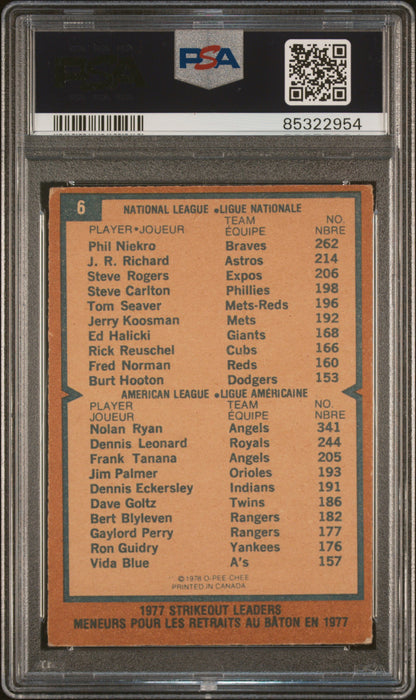 PSA
PSA
85322954
6
NATIONAL LEAGUE • LIGUE NATIONALE
PLAYER • JOUEUR TEAM ÉQUIPE NO. NBRE
Phil Niekro Braves 262
J. R. Richard Astros 214
Steve Rogers Expos 206
Steve Carlton Phillies 198
Tom Seaver Mets-Reds 196
Jerry Koosman Mets 192
Ed Halicki Giants 168
Rick Reuschel Cubs 166
Fred Norman Reds 160
Burt Hooton Dodgers 153
AMERICAN LEAGUE • LIGUE AMÉRICAINE
PLAYER TEAM NO.
JOUEUR ÉQUIPE NBRE
Nolan Ryan Angels 341
Dennis Leonard Royals 244
Frank Tanana Angels 205
Jim Palmer Orioles 193
Dennis Eckersley Indians 191
Dave Goltz Twins 186
Bert Blyleven Rangers 182
Gaylord Perry Rangers 177
Ron Guidry Yankees 176
Vida Blue A's 157
© 1978 O-PEE-CHEE
PRINTED IN CANADA
1977 STRIKEOUT LEADERS
MENEURS POUR LES RETRAITS AU BÂTON EN 1977